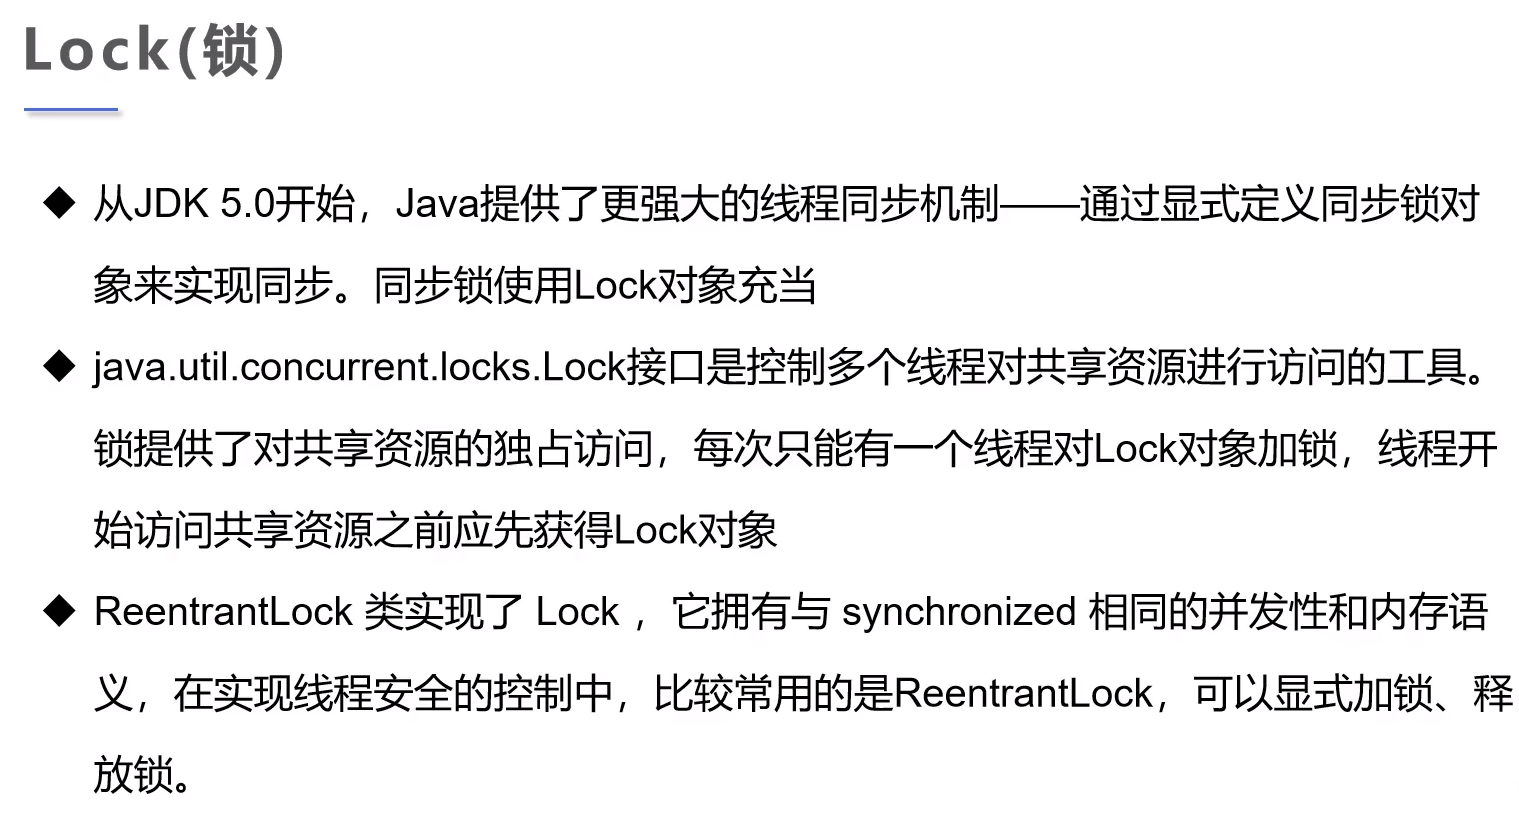 Lock(锁)
◆ 从JDK 5.0开始，Java提供了更强大的线程同步机制——通过显式定义同步锁对
象来实现同步。同步锁使用Lock对象充当
◆ java.util.concurrent.locks.Lock接口是控制多个线程对共享资源进行访问的工具。
锁提供了对共享资源的独占访问，每次只能有一个线程对Lock对象加锁，线程开
始访问共享资源之前应先获得Lock对象
◆ ReentrantLock 类实现了 Lock ，它拥有与 synchronized 相同的并发性和内存语
义，在实现线程安全的控制中，比较常用的是ReentrantLock，可以显式加锁、释
放锁。